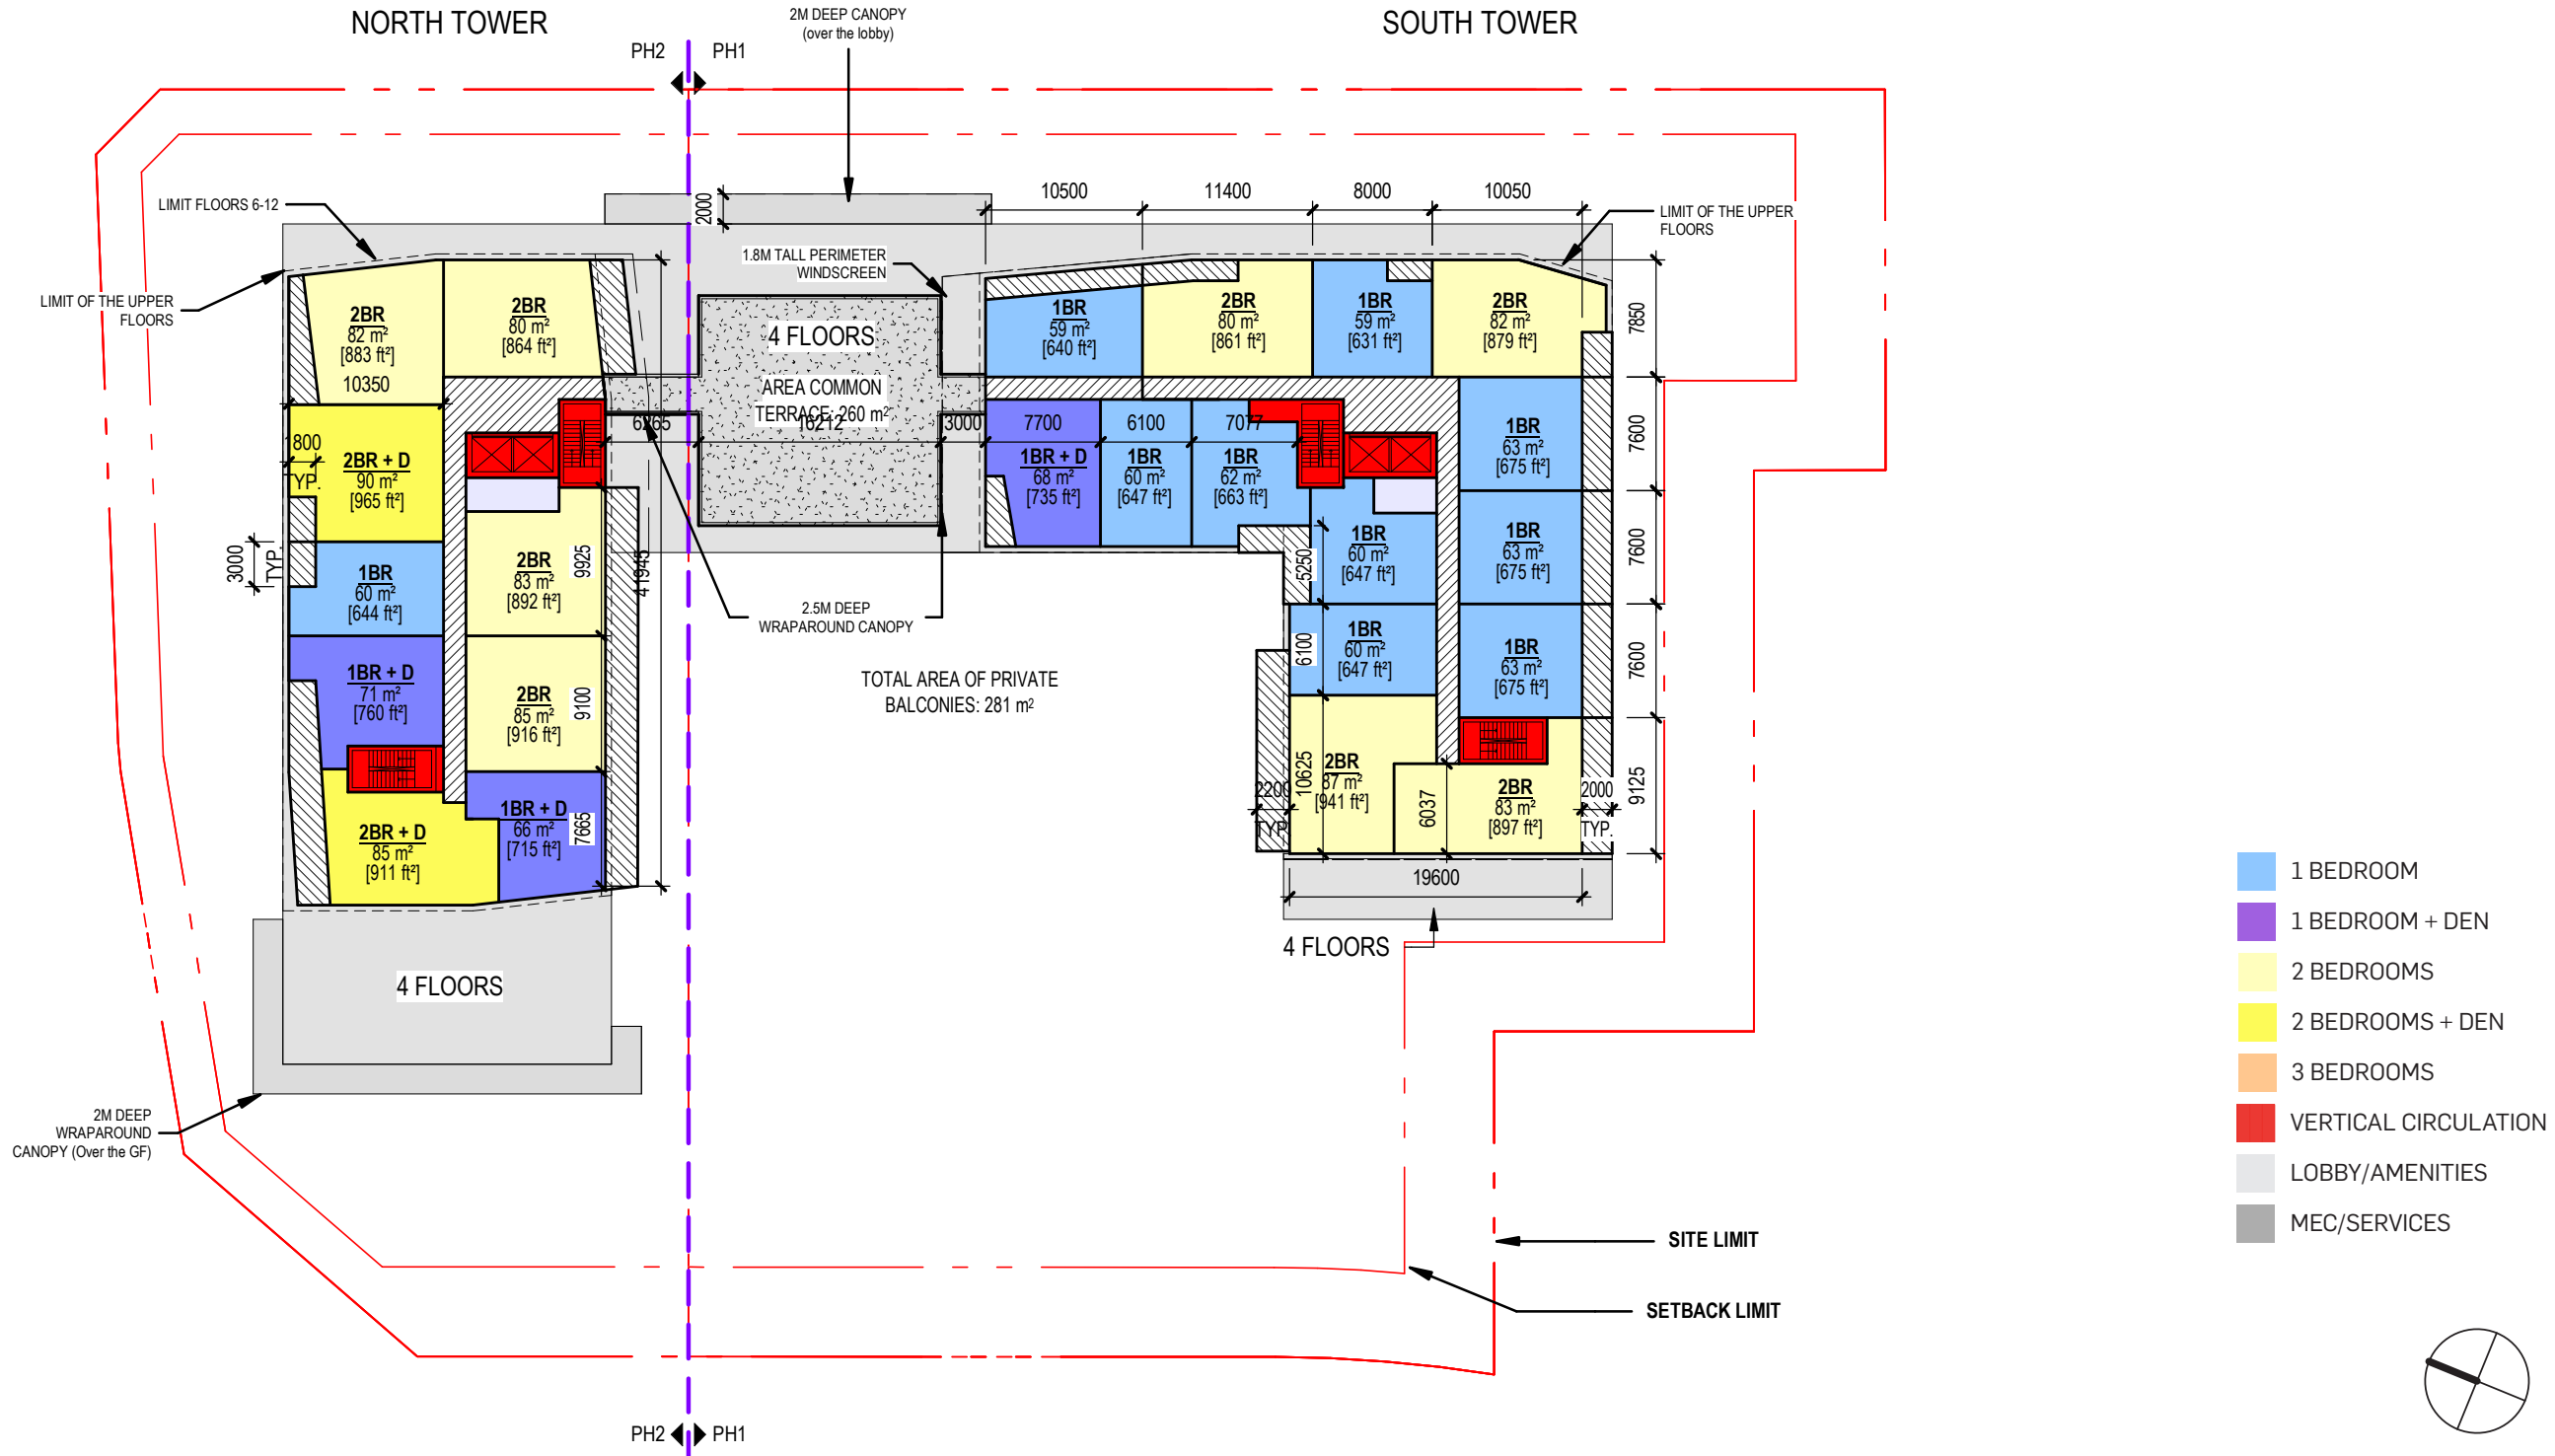 NORTH TOWER
2M DEEP CANOPY
(over the lobby)
SOUTH TOWER
PH2
PH1
LIMIT FLOORS 6-12
LIMIT OF THE UPPER
FLOORS
2000
1.8M TALL PERIMETER
WINDSCREEN
10500
11400
8000
10050
LIMIT OF THE UPPER
FLOORS
2BR
82 m²
[883 ft²]
10350
2BR
80 m²
[864 ft²]
4 FLOORS
AREA COMMON
TERRACE: 260 m²
6265
16212
3000
1BR
59 m²
[640 ft²]
2BR
80 m²
[861 ft²]
1BR
59 m²
[631 ft²]
2BR
82 m²
[879 ft²]
7850
7700
6100
7077
1800
TYP.
2BR + D
90 m²
[965 ft²]
1BR + D
68 m²
[735 ft²]
1BR
60 m²
[647 ft²]
1BR
62 m²
[663 ft²]
1BR
63 m²
[675 ft²]
7600
3000
TYP.
1BR
60 m²
[644 ft²]
2BR
83 m²
[892 ft²]
9925
41945
5250
1BR
60 m²
[647 ft²]
1BR
63 m²
[675 ft²]
7600
2.5M DEEP
WRAPAROUND CANOPY
1BR + D
71 m²
[760 ft²]
2BR
85 m²
[916 ft²]
9100
TOTAL AREA OF PRIVATE
BALCONIES: 281 m²
6100
1BR
60 m²
[647 ft²]
1BR
63 m²
[675 ft²]
7600
2BR + D
85 m²
[911 ft²]
1BR + D
66 m²
[715 ft²]
7665
2200
TYP.
10625
2BR
87 m²
[941 ft²]
6037
2BR
83 m²
[897 ft²]
2000
TYP.
9125
19600
4 FLOORS
4 FLOORS
2M DEEP
WRAPAROUND
CANOPY (Over the GF)
SITE LIMIT
SETBACK LIMIT
PH2
PH1
1 BEDROOM
1 BEDROOM + DEN
2 BEDROOMS
2 BEDROOMS + DEN
3 BEDROOMS
VERTICAL CIRCULATION
LOBBY/AMENITIES
MEC/SERVICES